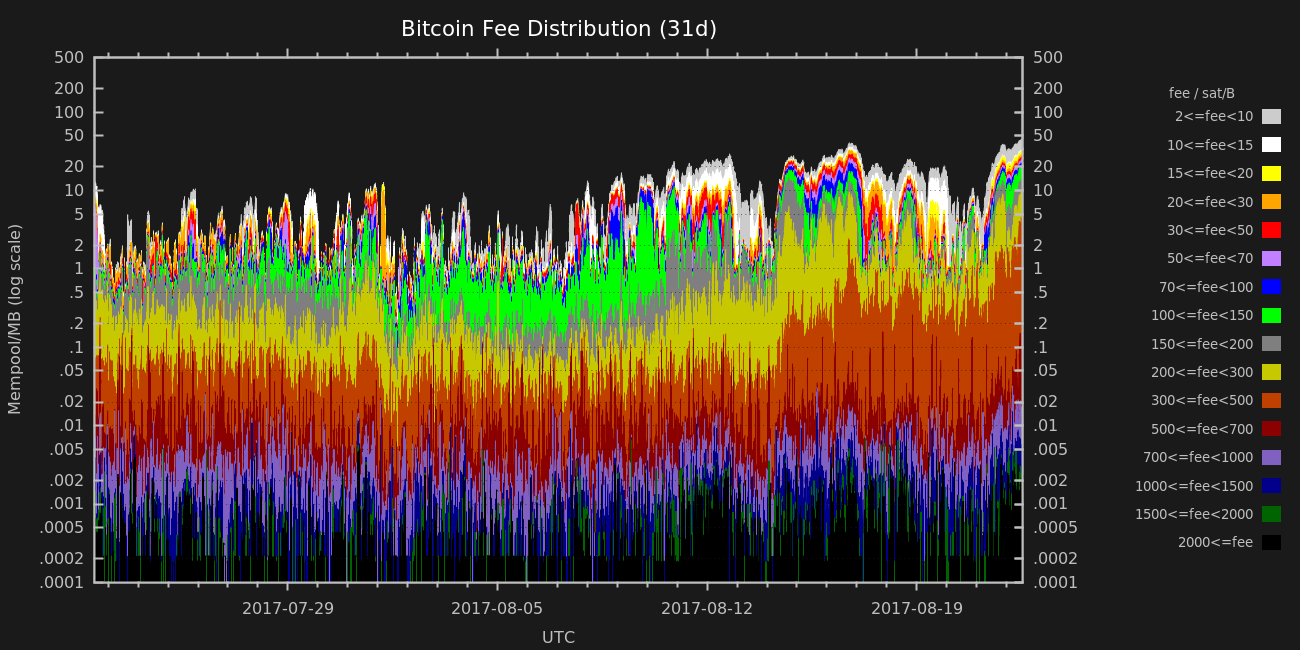 Bitcoin Fee Distribution (31d)
500
200
100
50
20
10
5
2
1
.5
.2
.1
.05
.02
.01
.005
.002
.001
.0005
.0002
.0001
Mempool/MB (log scale)
500
200
100
50
20
10
5
2
1
.5
.2
.1
.05
.02
.01
.005
.002
.001
.0005
.0002
.0001
2017-07-29
2017-08-05
2017-08-12
2017-08-19
UTC
fee / sat/B
2<=fee<10
10<=fee<15
15<=fee<20
20<=fee<30
30<=fee<50
50<=fee<70
70<=fee<100
100<=fee<150
150<=fee<200
200<=fee<300
300<=fee<500
500<=fee<700
700<=fee<1000
1000<=fee<1500
1500<=fee<2000
2000<=fee